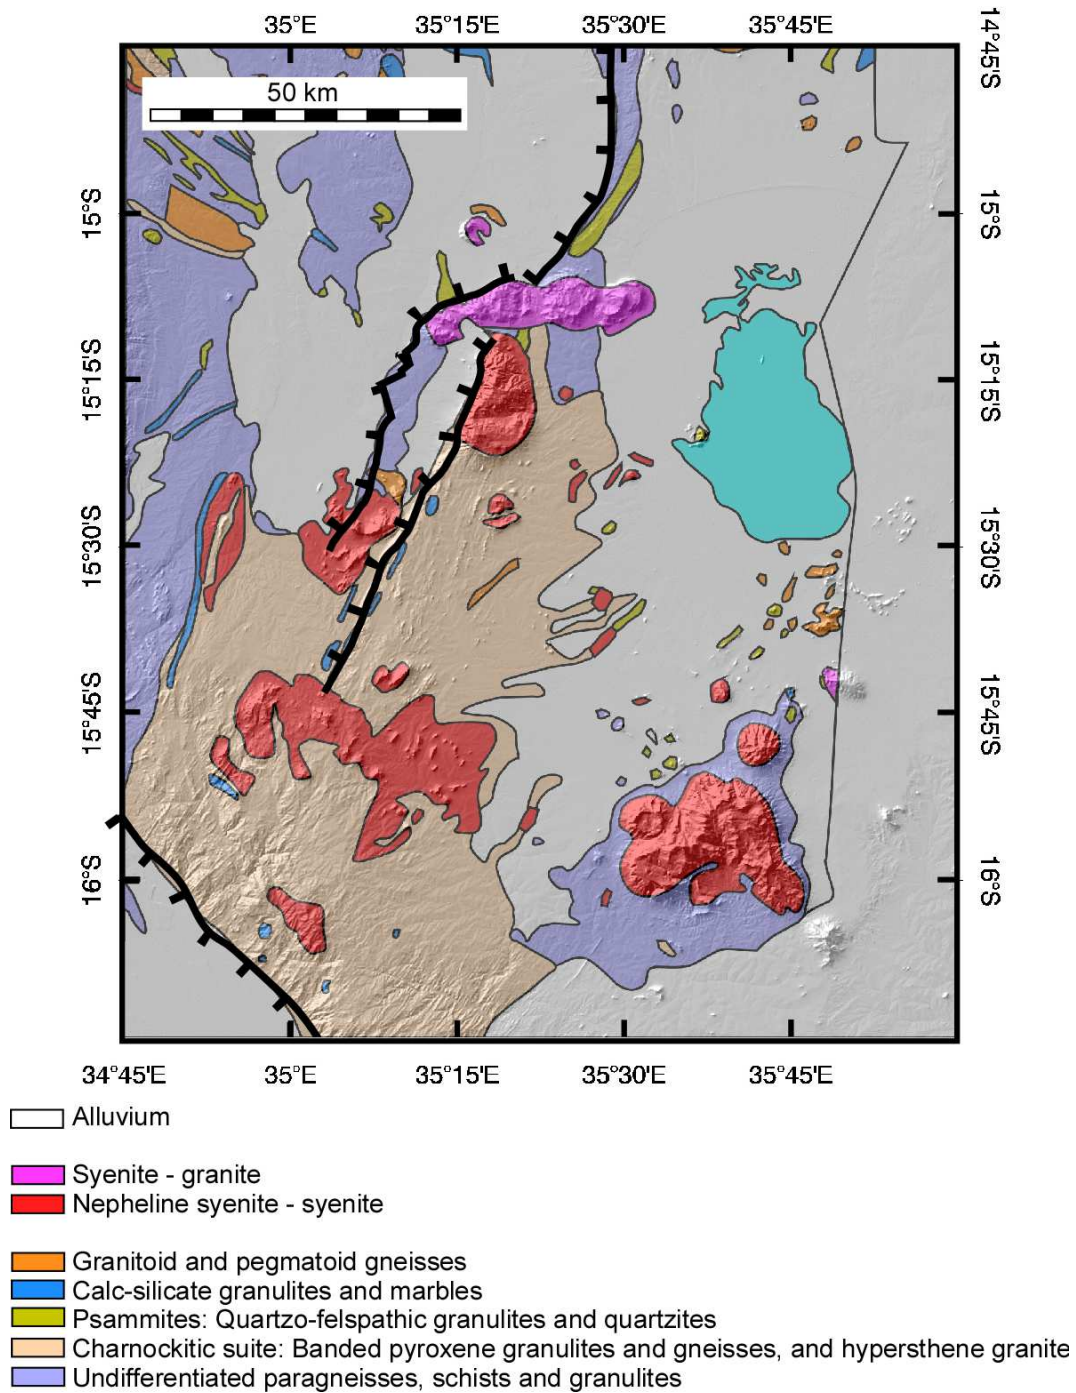 35°E 35°15'E 35°30'E 35°45'E
14°45'S
50 km
15°S 15°S
15°15'S 15°15'S
15°30'S 15°30'S
15°45'S 15°45'S
16°S 16°S
34°45'E 35°E 35°15'E 35°30'E 35°45'E
Alluvium
Syenite - granite
Nepheline syenite - syenite
Granitoid and pegmatoid gneisses
Calc-silicate granulites and marbles
Psammites: Quartzo-felspathic granulites and quartzites
Charnockitic suite: Banded pyroxene granulites and gneisses, and hypersthene granite
Undifferentiated paragneisses, schists and granulites